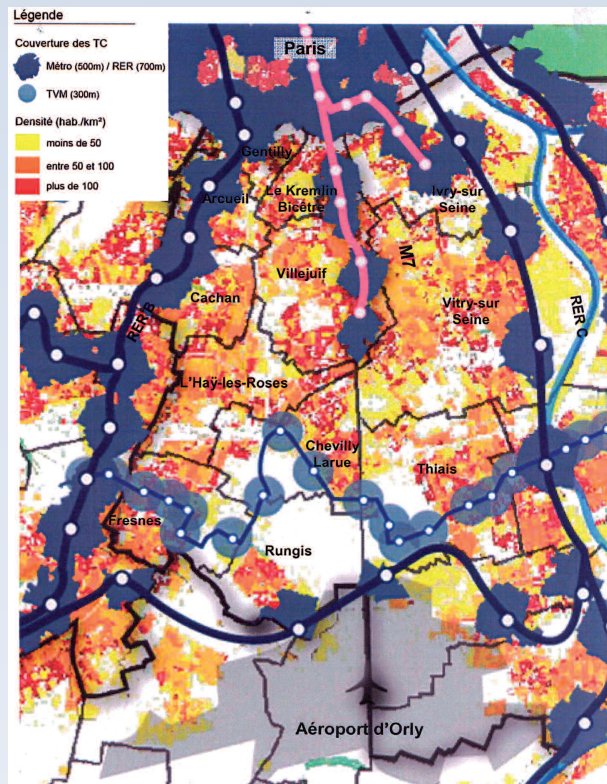 Légende
Couverture des TC
Métro (500m) / RER (700m)
TVM (300m)
Densité (hab./km²)
moins de 50
entre 50 et 100
plus de 100
Paris
Gentilly
Arcueil
Le Kremlin
Bicêtre
Ivry-sur
Seine
Villejuif
M7
Cachan
Vitry-sur
Seine
RER B
RER C
L'Haÿ-les-Roses
Chevilly
Larue
Thiais
Fresnes
Rungis
Aéroport d'Orly